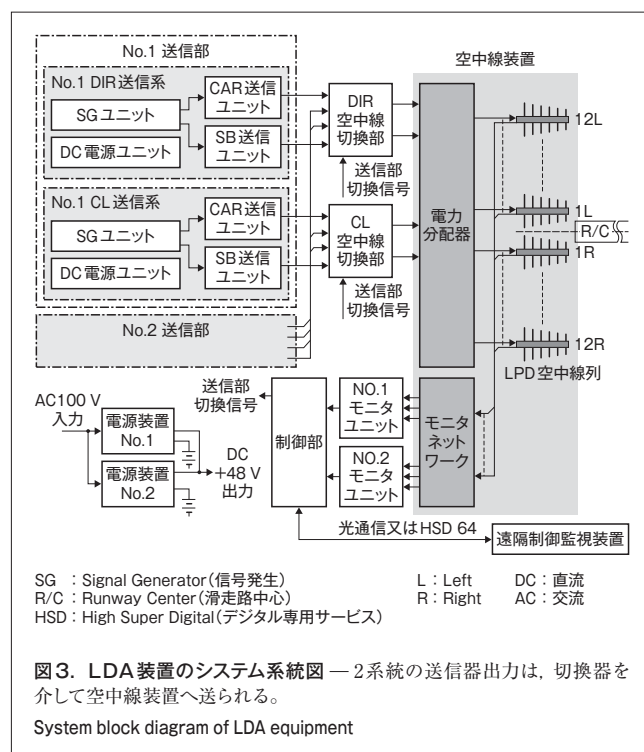 No.1 送信部
No.1 DIR送信系
SGユニット
DC電源ユニット
CAR送信
ユニット
SB送信
ユニット
No.1 CL送信系
SGユニット
DC電源ユニット
CAR送信
ユニット
SB送信
ユニット
No.2 送信部
DIR
空中線
切換部
送信部
切換信号
CL
空中線
切換部
送信部
切換信号
空中線装置
電力
分配器
12L
1L
R/C
1R
12R
LPD空中線列
AC100 V
入力
電源装置
No.1
電源装置
No.2
DC
+48 V
出力
送信部
切換信号
制御部
NO.1
モニタ
ユニット
NO.2
モニタ
ユニット
モニタ
ネット
ワーク
光通信又はHSD 64
遠隔制御監視装置
SG : Signal Generator(信号発生)
R/C : Runway Center(滑走路中心)
HSD : High Super Digital(デジタル専用サービス)
L : Left DC : 直流
R : Right AC : 交流
図3. LDA装置のシステム系統図 — 2系統の送信器出力は,切換器を
介して空中線装置へ送られる。
System block diagram of LDA equipment